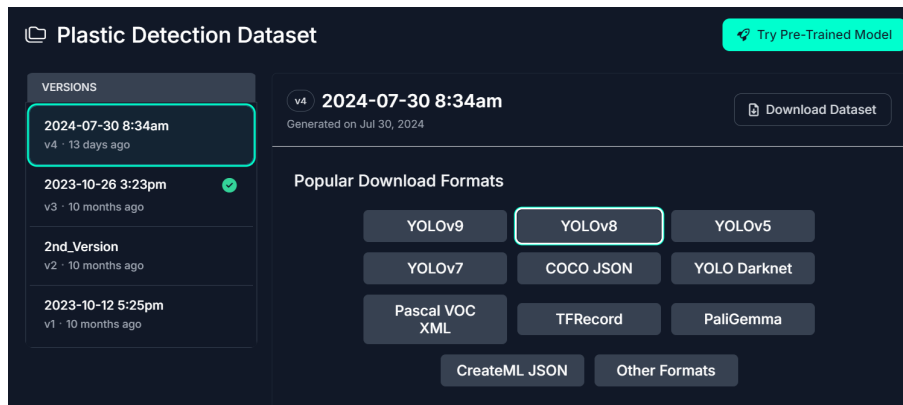 Plastic Detection Dataset
Try Pre-Trained Model
VERSIONS
2024-07-30 8:34am
v4 · 13 days ago
2023-10-26 3:23pm
v3 · 10 months ago
2nd_Version
v2 · 10 months ago
2023-10-12 5:25pm
v1 · 10 months ago
v4 2024-07-30 8:34am
Generated on Jul 30, 2024
Download Dataset
Popular Download Formats
YOLOv9 YOLOv8 YOLOv5
YOLOv7 COCO JSON YOLO Darknet
Pascal VOC
XML
TFRecord PaliGemma
CreateML JSON Other Formats